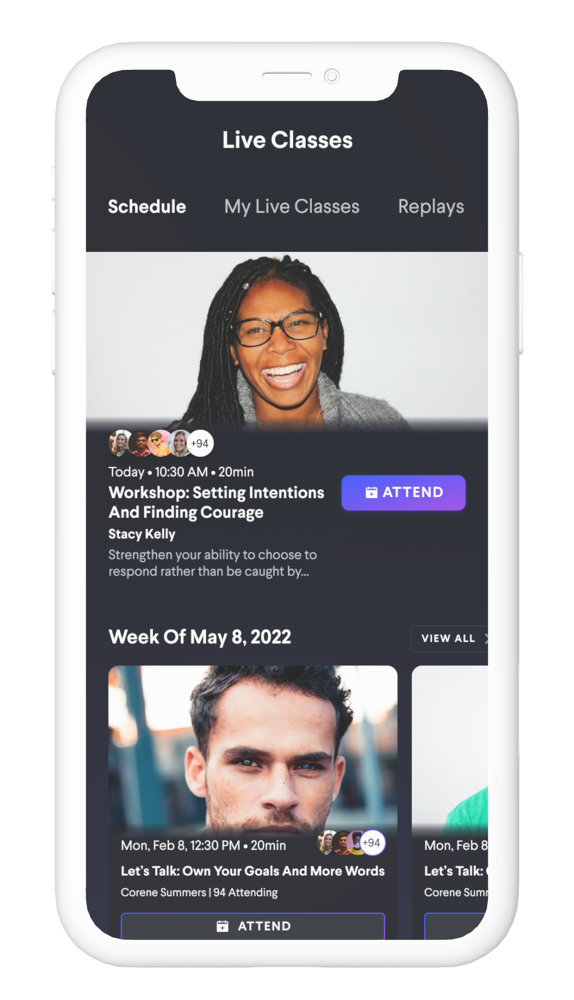 Live Classes
Schedule My Live Classes Replays
+94
Today • 10:30 AM • 20min
Workshop: Setting Intentions
And Finding Courage
ATTEND
Stacy Kelly
Strengthen your ability to choose to
respond rather than be caught by...
Week Of May 8, 2022
VIEW ALL
Mon, Feb 8, 12:30 PM • 20min
+94
Let's Talk: Own Your Goals And More Words
Corene Summers | 94 Attending
ATTEND
Mon, Feb 8
Let's Talk:
Corene